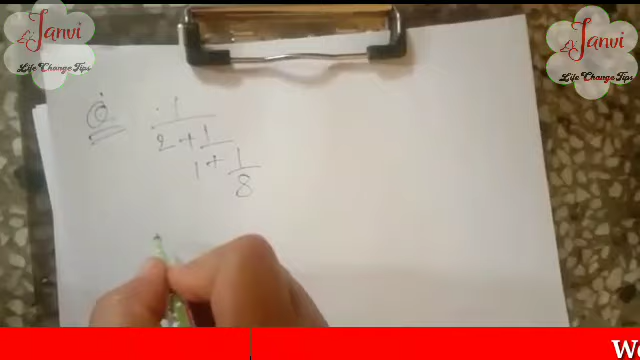 Janvi
Life Change Tips
Janvi
Life Change Tips
Q
1
2 + 1
1 + 1
8
W